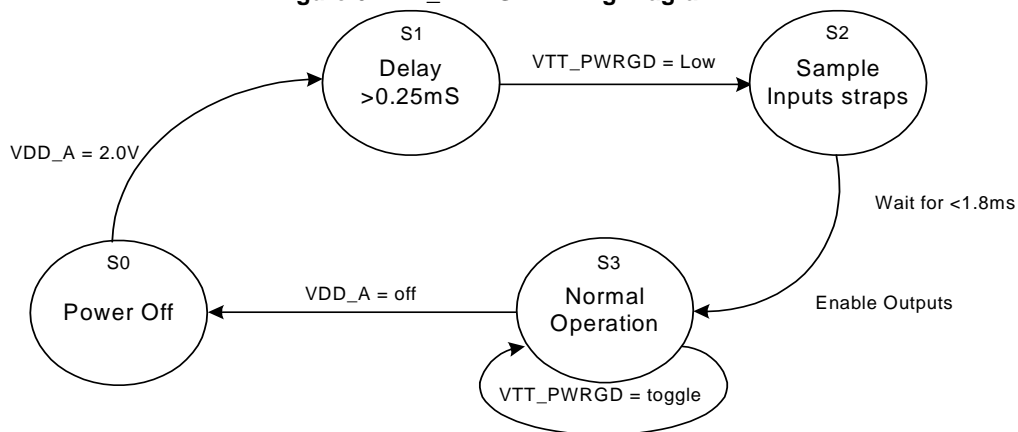 S1
Delay
>0.25mS
VTT_PWRGD = Low
S2
Sample
Inputs straps
VDD_A = 2.0V
Wait for <1.8ms
S0
Power Off
VDD_A = off
S3
Normal
Operation
Enable Outputs
VTT_PWRGD = toggle